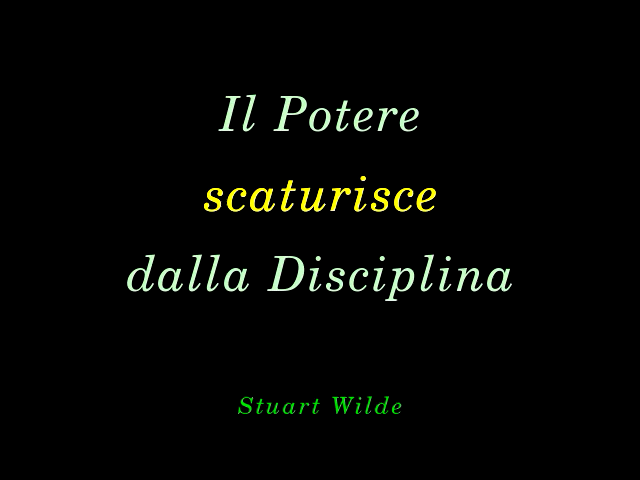 Il Potere
scaturisce
dalla Disciplina
Stuart Wilde